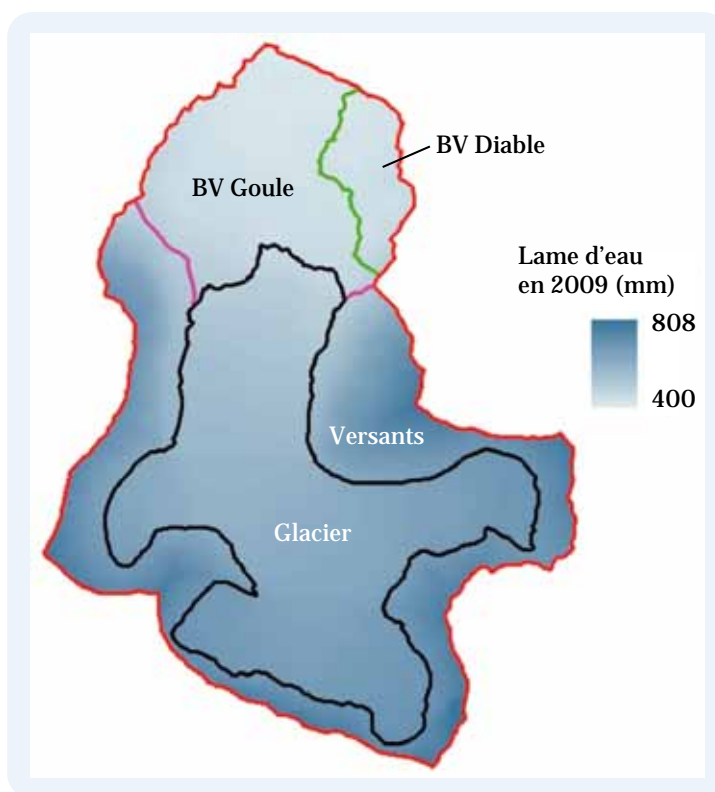 BV Diable
BV Goule
Lame d'eau
en 2009 (mm)
808
400
Versants
Glacier